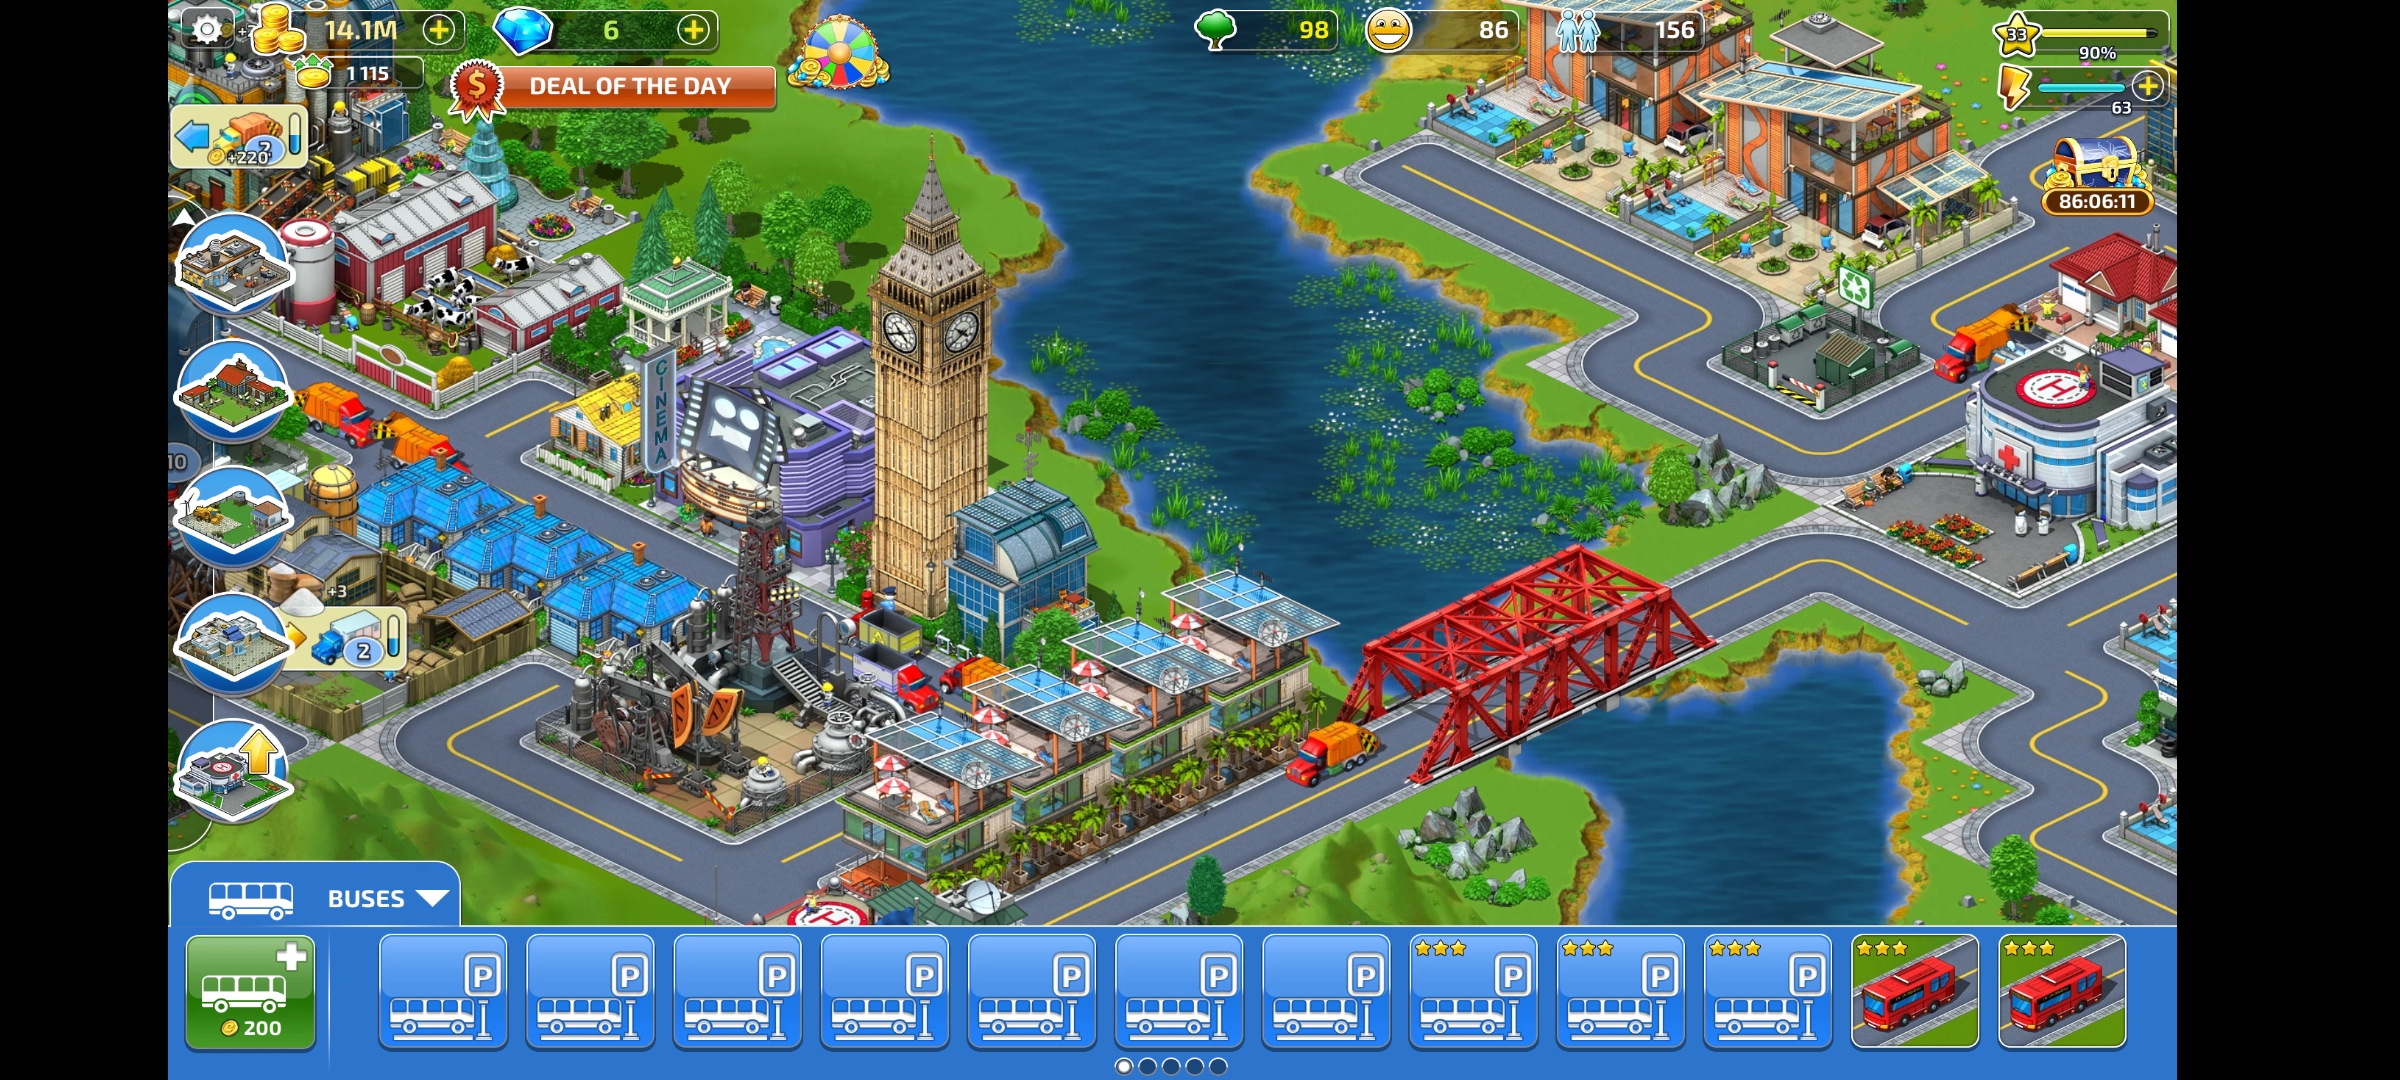 14.1M
6
98
86
156
33
90%
1 115
DEAL OF THE DAY
63
2
+220
86:06:11
CINEMA
10
+3
2
BUSES
200
P
P
P
P
P
P
P
P
P
P